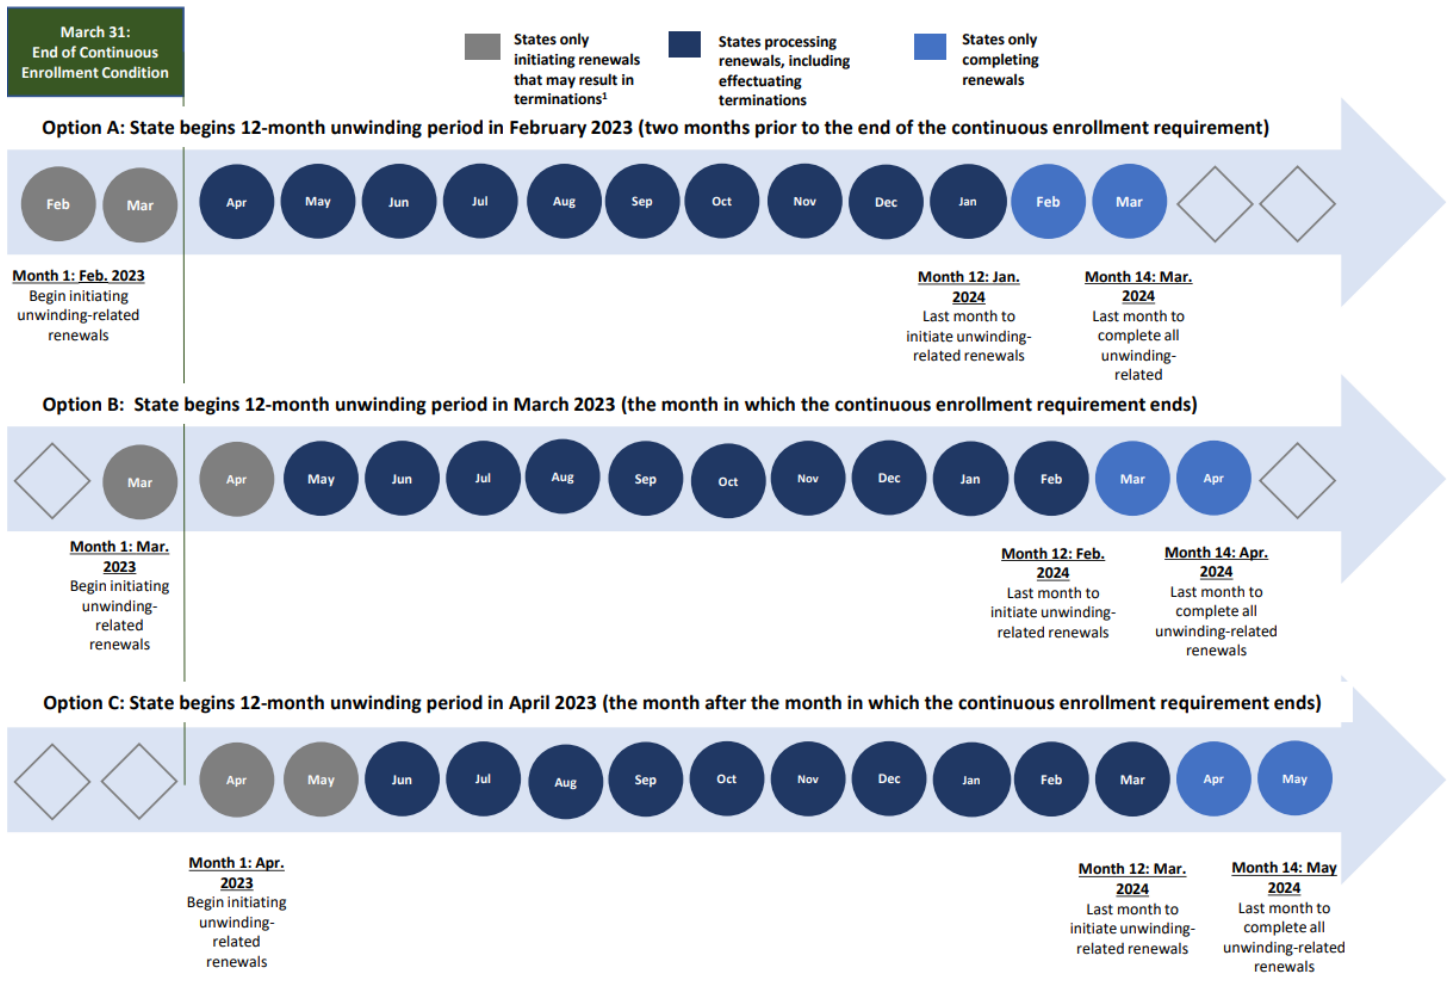 March 31:
End of Continuous
Enrollment Condition
States only
initiating renewals
that may result in
terminations¹
States processing
renewals, including
effectuating
terminations
States only
completing
renewals
Option A: State begins 12-month unwinding period in February 2023 (two months prior to the end of the continuous enrollment requirement)
Feb Mar Apr May Jun Jul Aug Sep Oct Nov Dec Jan Feb Mar
Month 1: Feb. 2023
Begin initiating
unwinding-related
renewals
Month 12: Jan.
2024
Last month to
initiate unwinding-
related renewals
Month 14: Mar.
2024
Last month to
complete all
unwinding-
related
Option B: State begins 12-month unwinding period in March 2023 (the month in which the continuous enrollment requirement ends)
Mar Apr May Jun Jul Aug Sep Oct Nov Dec Jan Feb Mar Apr
Month 1: Mar.
2023
Begin initiating
unwinding-
related
renewals
Month 12: Feb.
2024
Last month to
initiate unwinding-
related renewals
Month 14: Apr.
2024
Last month to
complete all
unwinding-related
renewals
Option C: State begins 12-month unwinding period in April 2023 (the month after the month in which the continuous enrollment requirement ends)
Apr May Jun Jul Aug Sep Oct Nov Dec Jan Feb Mar Apr May
Month 1: Apr.
2023
Begin initiating
unwinding-
related
renewals
Month 12: Mar.
2024
Last month to
initiate unwinding-
related renewals
Month 14: May
2024
Last month to
complete all
unwinding-related
renewals